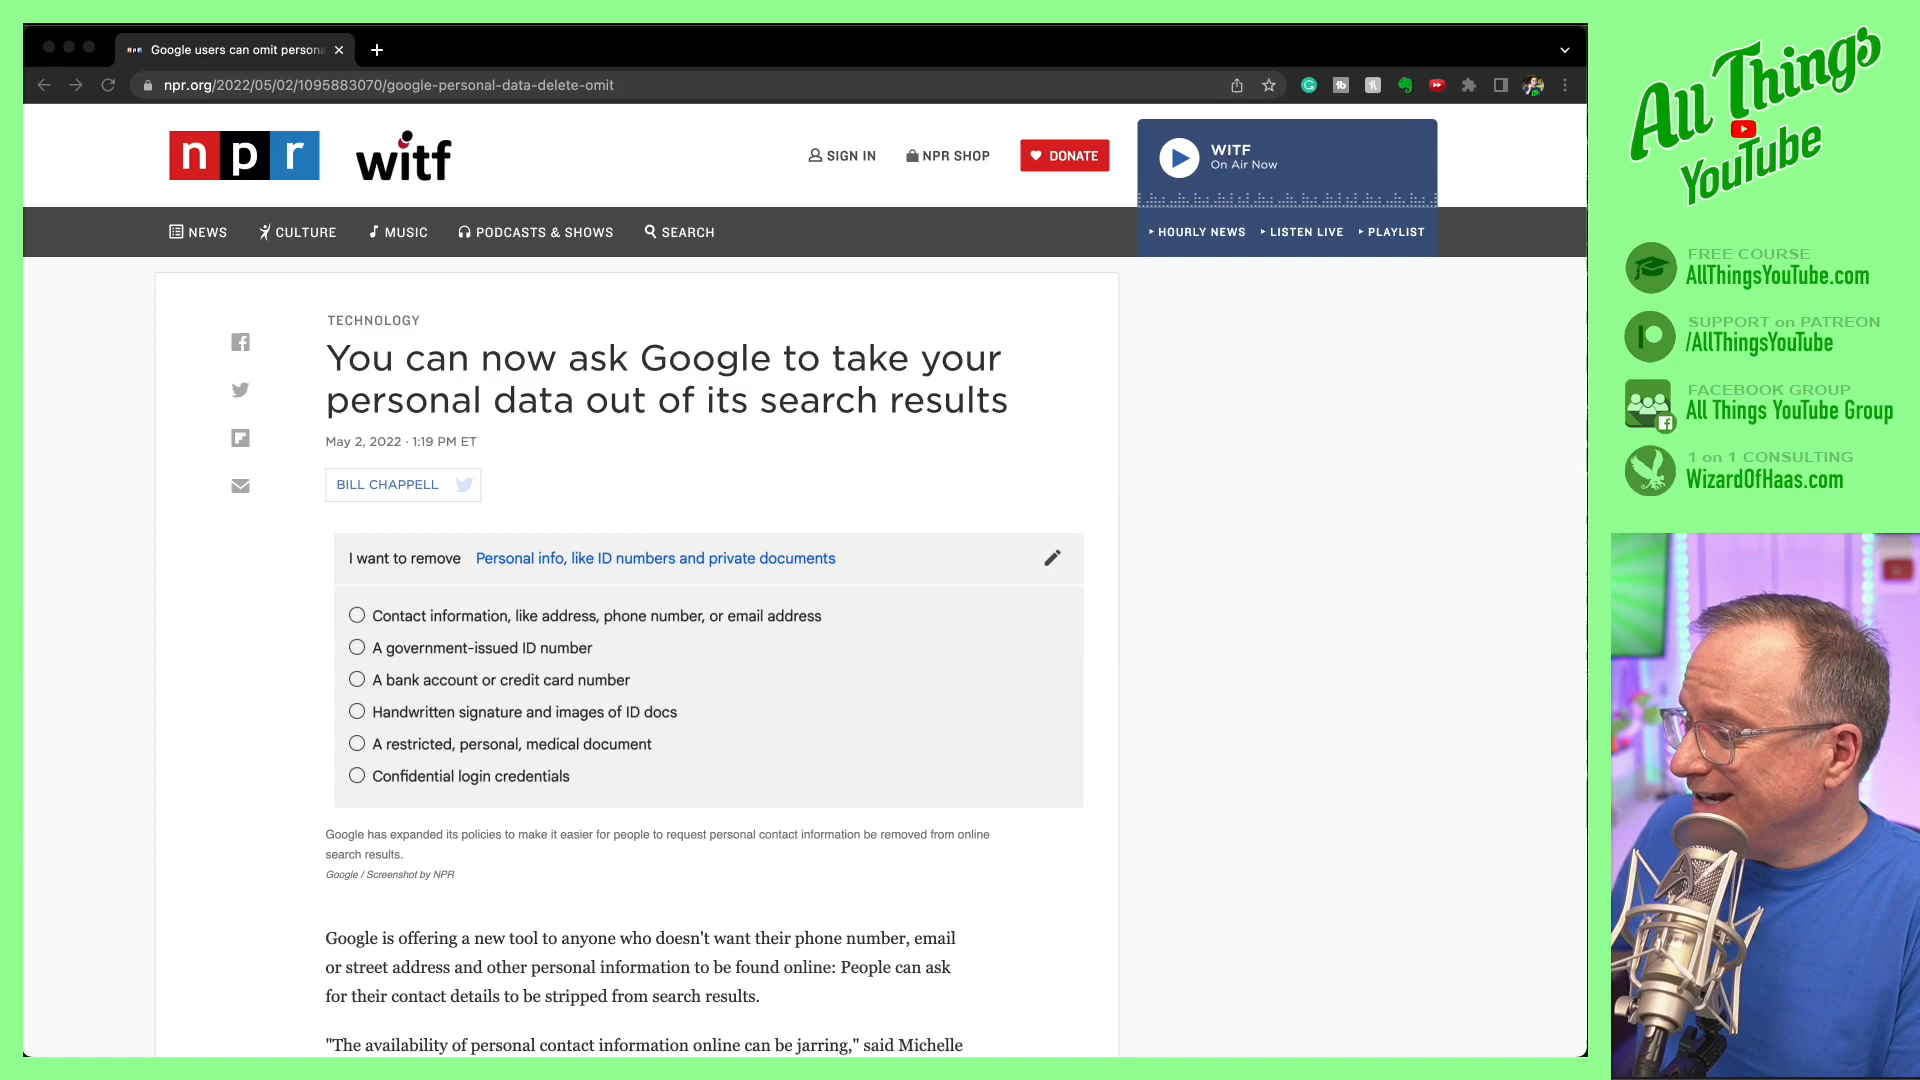 Google users can omit persona
npr.org/2022/05/02/1095883070/google-personal-data-delete-omit
npr
witf
SIGN IN
NPR SHOP
DONATE
WITF
On Air Now
NEWS
CULTURE
MUSIC
PODCASTS & SHOWS
SEARCH
HOURLY NEWS
LISTEN LIVE
PLAYLIST
TECHNOLOGY
You can now ask Google to take your
personal data out of its search results
May 2, 2022 · 1:19 PM ET
BILL CHAPPELL
I want to remove Personal info, like ID numbers and private documents
Contact information, like address, phone number, or email address
A government-issued ID number
A bank account or credit card number
Handwritten signature and images of ID docs
A restricted, personal, medical document
Confidential login credentials
Google has expanded its policies to make it easier for people to request personal contact information be removed from online
search results.
Google / Screenshot by NPR
Google is offering a new tool to anyone who doesn't want their phone number, email
or street address and other personal information to be found online: People can ask
for their contact details to be stripped from search results.
"The availability of personal contact information online can be jarring," said Michelle
All Things
YouTube
FREE COURSE
AllThingsYouTube.com
SUPPORT on PATREON
/AllThingsYouTube
FACEBOOK GROUP
All Things YouTube Group
1 on 1 CONSULTING
WizardOfHaas.com